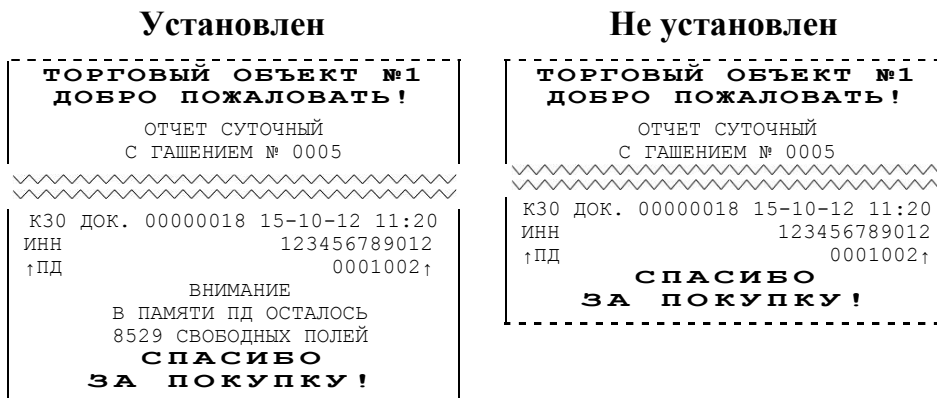 Установлен
ТОРГОВЫЙ ОБЪЕКТ №1
ДОБРО ПОЖАЛОВАТЬ!
ОТЧЕТ СУТОЧНЫЙ
С ГАШЕНИЕМ № 0005
КЗ0 ДОК. 00000018 15-10-12 11:20
ИНН 123456789012
↑ПД 0001002↑
ВНИМАНИЕ
В ПАМЯТИ ПД ОСТАЛОСЬ
8529 СВОБОДНЫХ ПОЛЕЙ
СПАСИБО
ЗА ПОКУПКУ!
Не установлен
ТОРГОВЫЙ ОБЪЕКТ №1
ДОБРО ПОЖАЛОВАТЬ!
ОТЧЕТ СУТОЧНЫЙ
С ГАШЕНИЕМ № 0005
КЗ0 ДОК. 00000018 15-10-12 11:20
ИНН 123456789012
↑ПД 0001002↑
СПАСИБО
ЗА ПОКУПКУ!